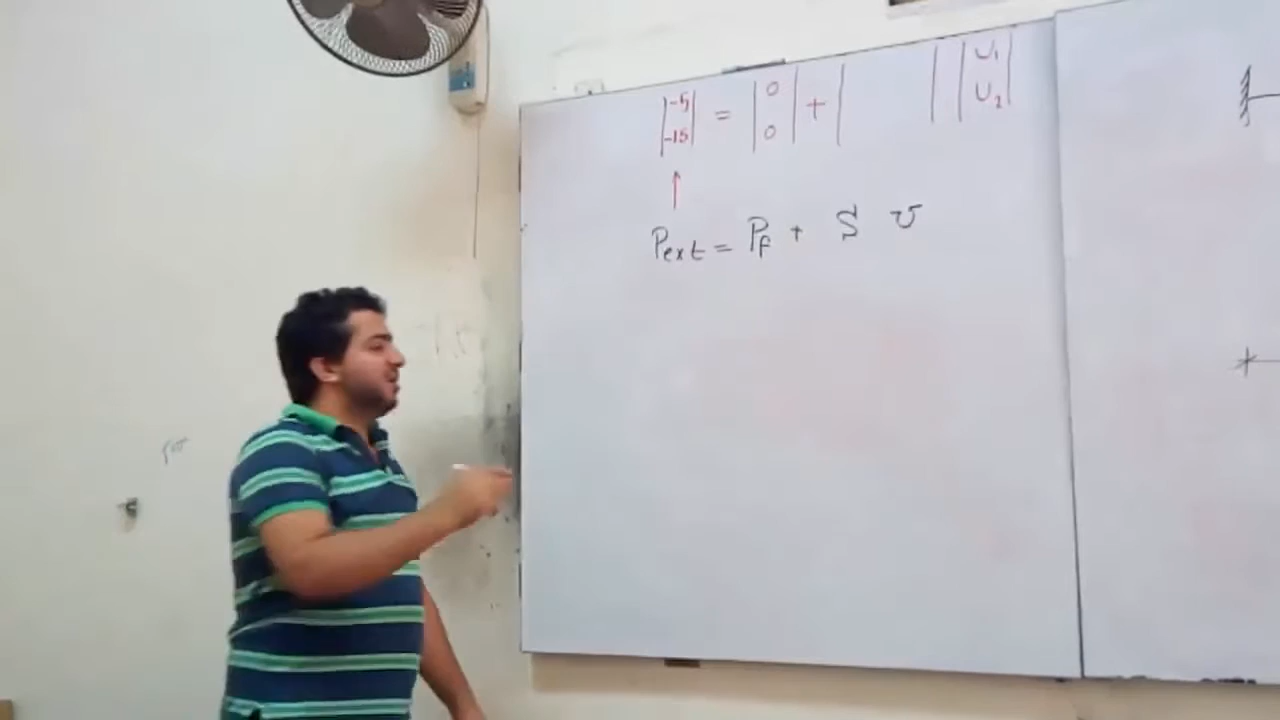 |-5| = |0| + | | |U₁|
|-15| |0| |U₂|
↑
Pext = Pf + S U